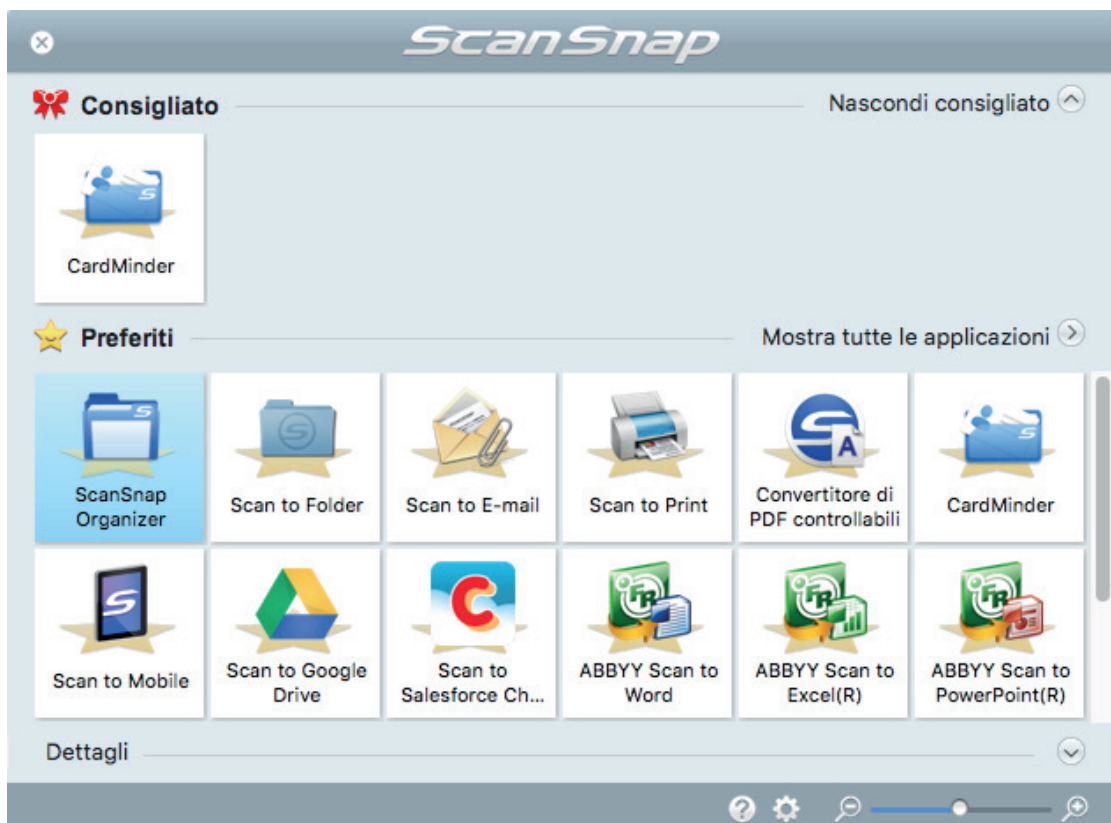 ScanSnap
Consigliato
Nascondi consigliato
CardMinder
Preferiti
Mostra tutte le applicazioni
ScanSnap
Organizer
Scan to Folder
Scan to E-mail
Scan to Print
Convertitore di
PDF controllabili
CardMinder
Scan to Mobile
Scan to Google
Drive
Scan to
Salesforce Ch...
ABBYY Scan to
Word
ABBYY Scan to
Excel(R)
ABBYY Scan to
PowerPoint(R)
Dettagli